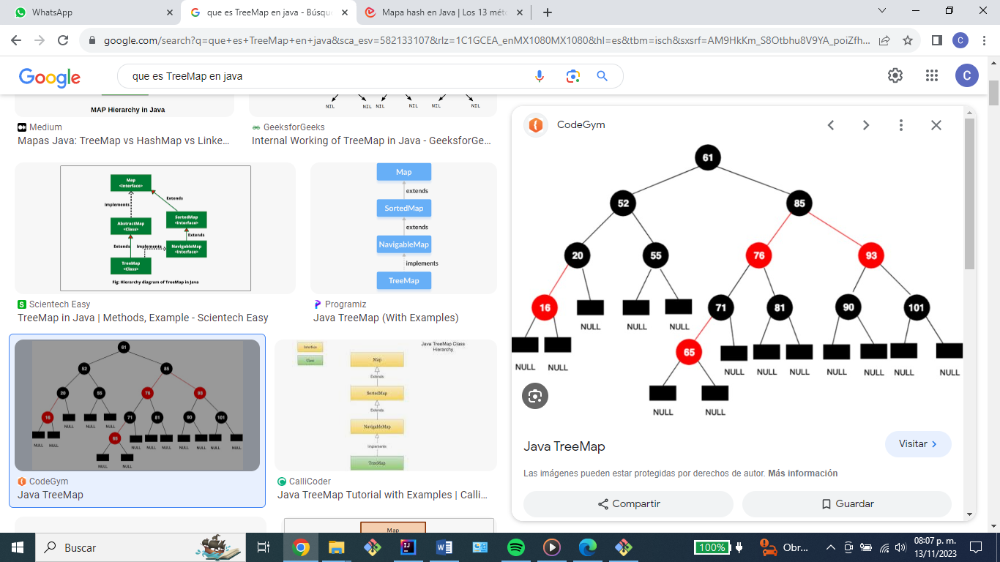 WhatsApp
que es TreeMap en java - Búsqu
Mapa hash en Java | Los 13 mét
google.com/search?q=que+es+TreeMap+en+java&sca_esv=582133107&rlz=1C1GCEA_enMX1080MX1080&hl=es&tbm=isch&sxsrf=AM9HkKm_S8Otbhu8V9YA_poiZfh...
C
Google
que es TreeMap en java
C
MAP Hierarchy in Java
NIL NIL NIL NIL NIL NIL
Medium
Mapas Java: TreeMap vs HashMap vs Linke...
GeeksforGeeks
Internal Working of TreeMap in Java - GeeksforGe...
Map
<Interface>
Implements
Extends
AbstractMap
<Class>
SortedMap
<Interface>
Extends
Extends
Implements
NavigableMap
<Interface>
TreeMap
<Class>
Fig: Hierarchy diagram of TreeMap in Java
S Scientech Easy
TreeMap in Java | Methods, Example - Scientech Easy
Map
extends
SortedMap
extends
NavigableMap
implements
TreeMap
Programiz
Java TreeMap (With Examples)
61
52 85
20 55 76 93
16 71 81 90 101
NULL NULL NULL
65
NULL NULL NULL NULL NULL NULL NULL NULL NULL
NULL NULL
CodeGym
Java TreeMap
Interface
Class
Java TreeMap Class
Hierarchy
Map
Extends
SortedMap
Extends
NavigableMap
Implements
TreeMap
CalliCoder
Java TreeMap Tutorial with Examples | Calli...
Map
CodeGym
61
52 85
20 55 76 93
16 71 81 90 101
NULL NULL NULL
65
NULL NULL NULL NULL NULL NULL NULL NULL NULL
NULL NULL
Java TreeMap
Visitar
Las imágenes pueden estar protegidas por derechos de autor. Más información
Compartir
Guardar
Buscar
100%
Obr...
08:07 p. m.
13/11/2023